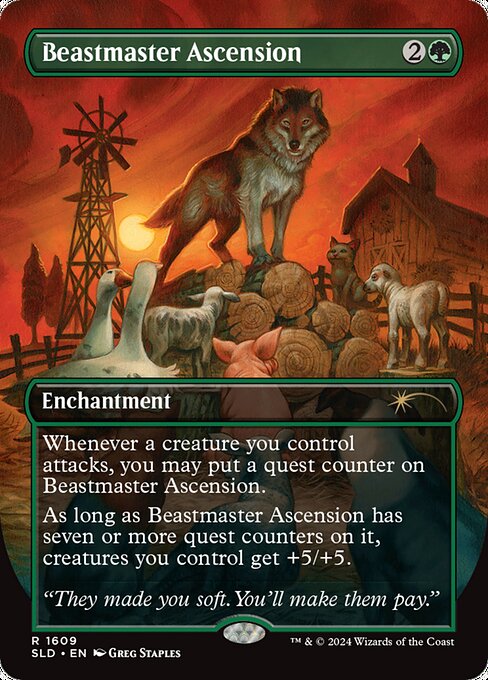 Beastmaster Ascension 2
Enchantment
Whenever a creature you control
attacks, you may put a quest counter on
Beastmaster Ascension.
As long as Beastmaster Ascension has
seven or more quest counters on it,
creatures you control get +5/+5.
“They made you soft. You’ll make them pay.”
R 1609
SLD • EN Greg Staples
™ & © 2024 Wizards of the Coast